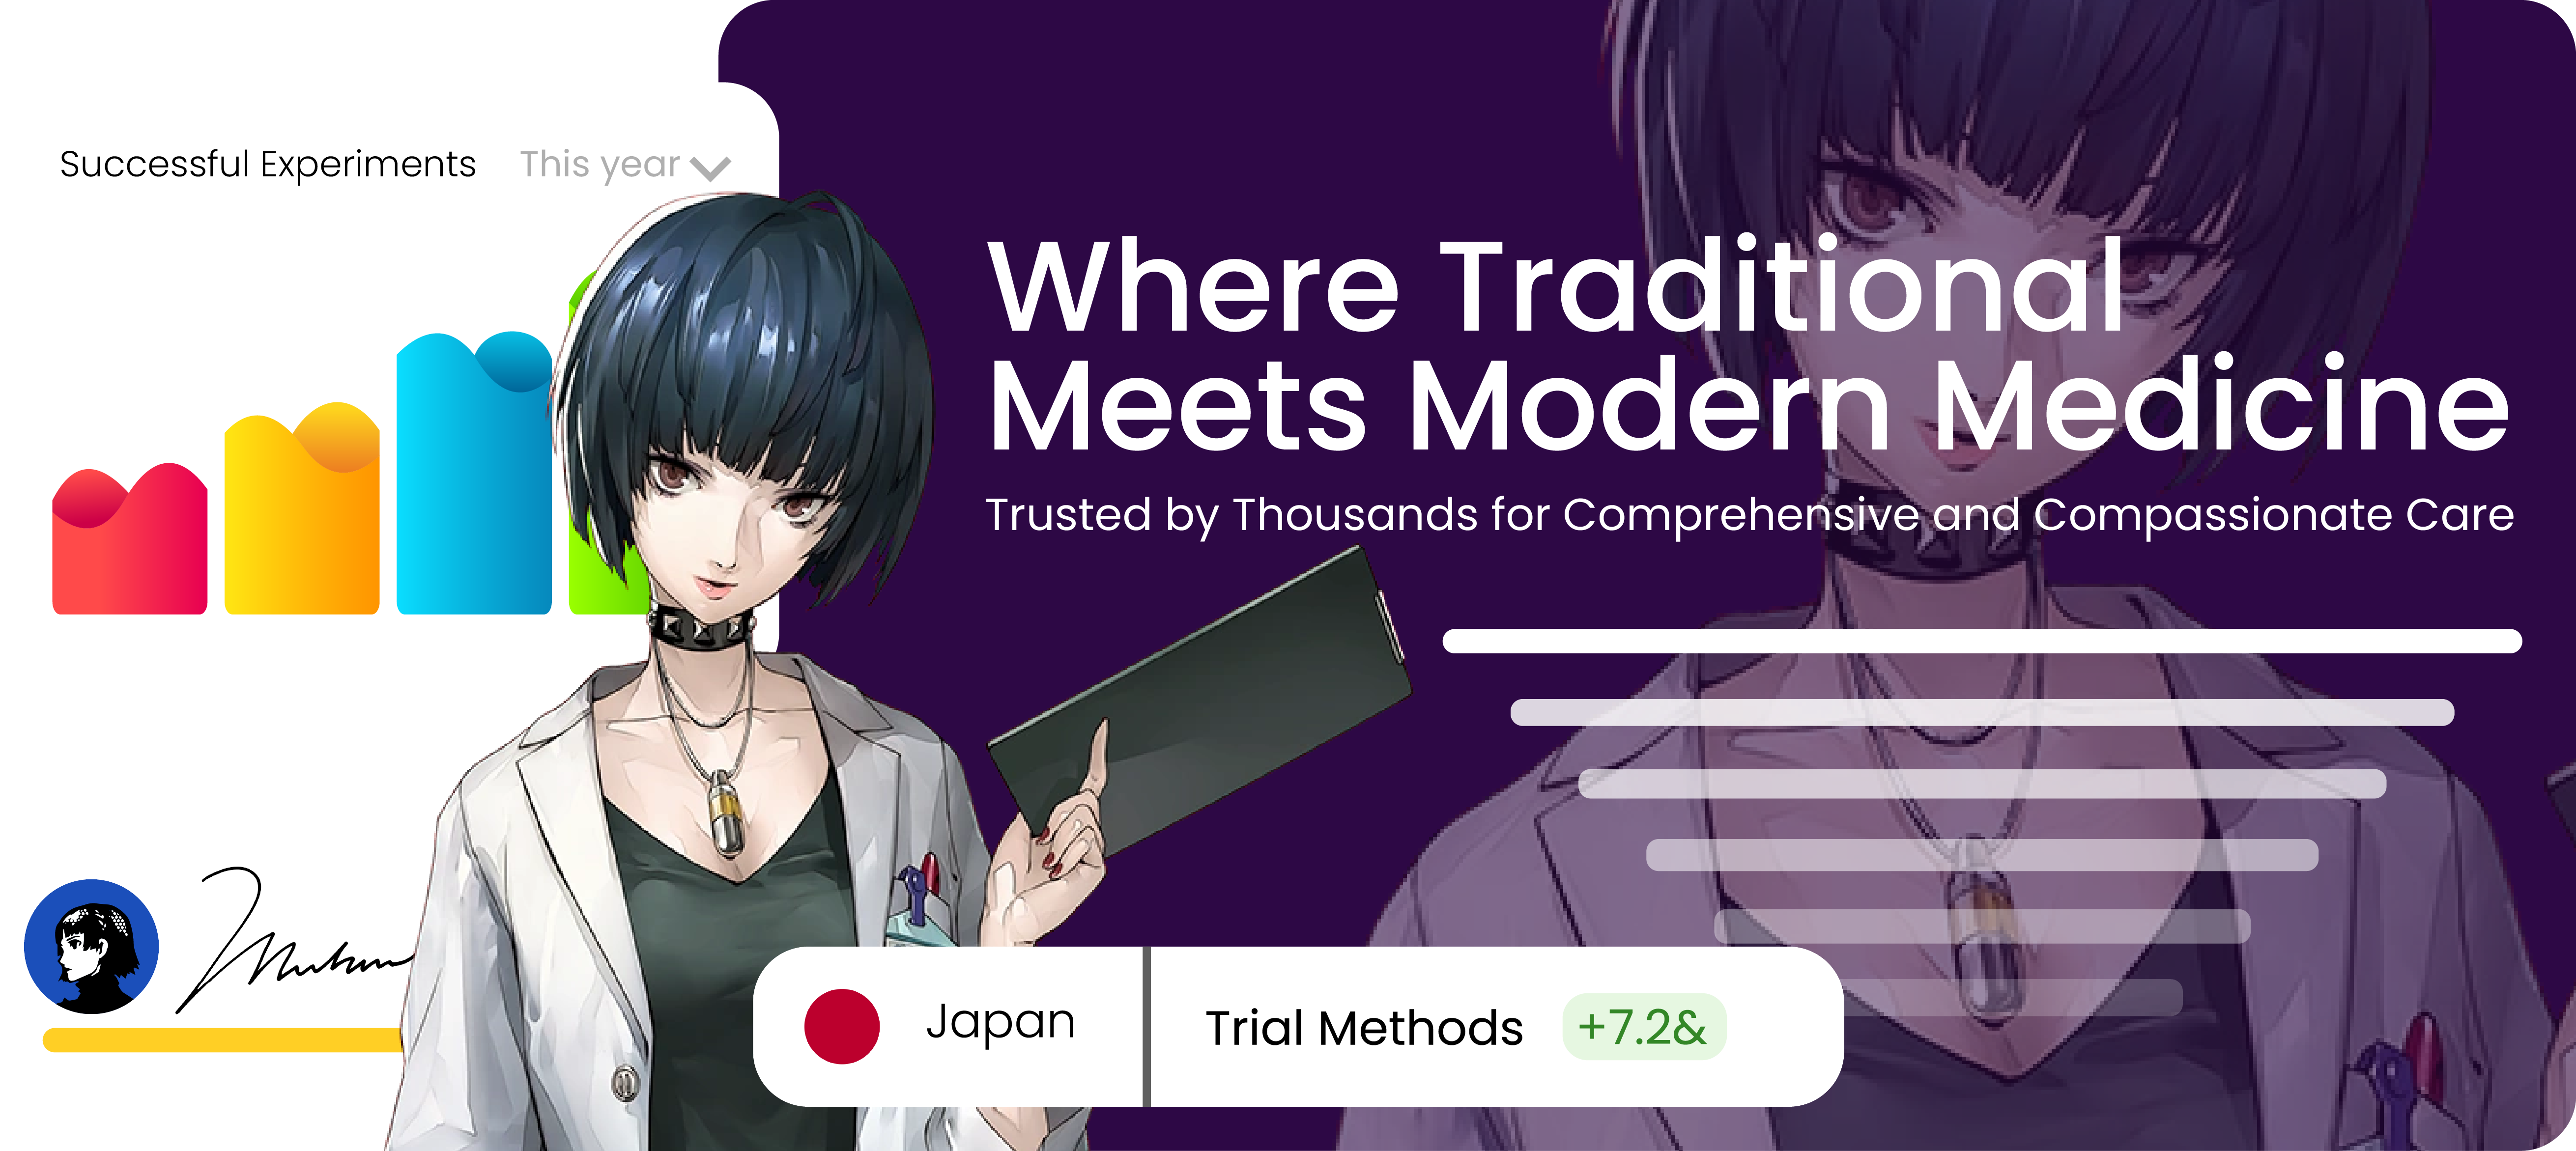 Successful Experiments This year
Where Traditional
Meets Modern Medicine
Trusted by Thousands for Comprehensive and Compassionate Care
Japan
Trial Methods +7.2&